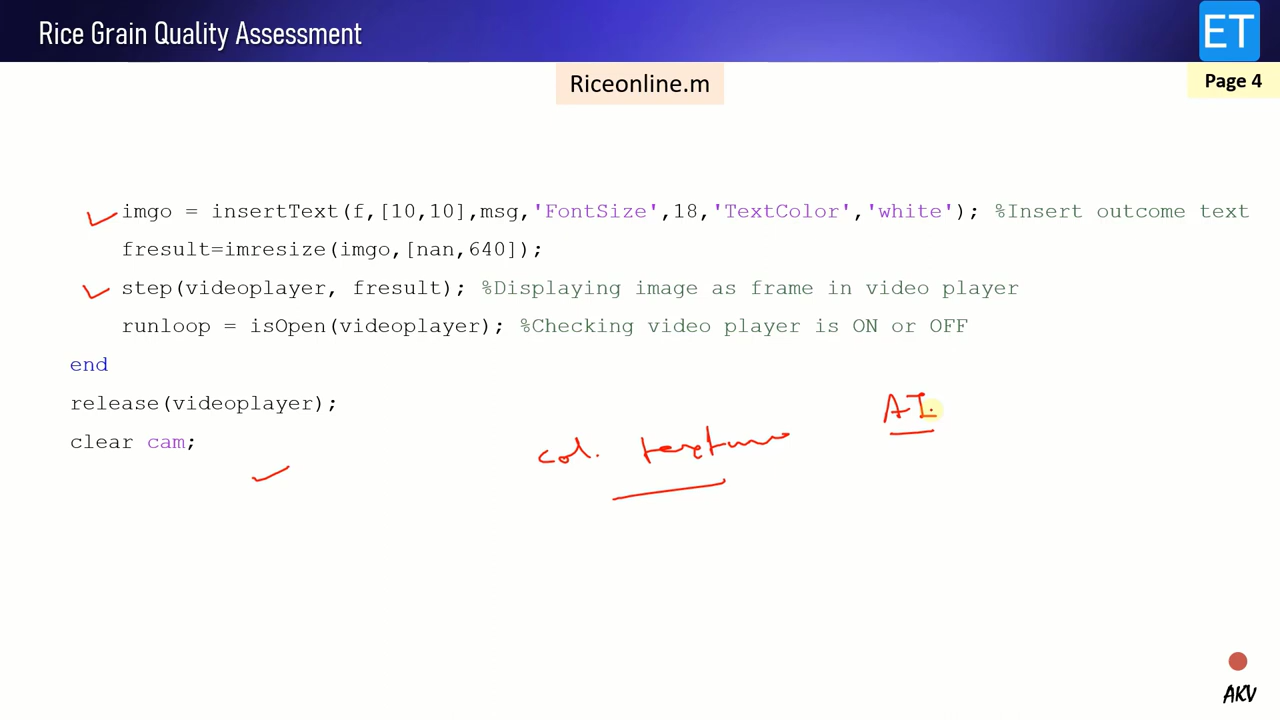 Rice Grain Quality Assessment
ET
Riceonline.m
Page 4
imgo = insertText(f,[10,10],msg,'FontSize',18,'TextColor','white'); %Insert outcome text
fresult=imresize(imgo,[nan,640]);
step(videoplayer, fresult); %Displaying image as frame in video player
runloop = isOpen(videoplayer); %Checking video player is ON or OFF
end
release(videoplayer);
clear cam;
AI
col. texture
AKV